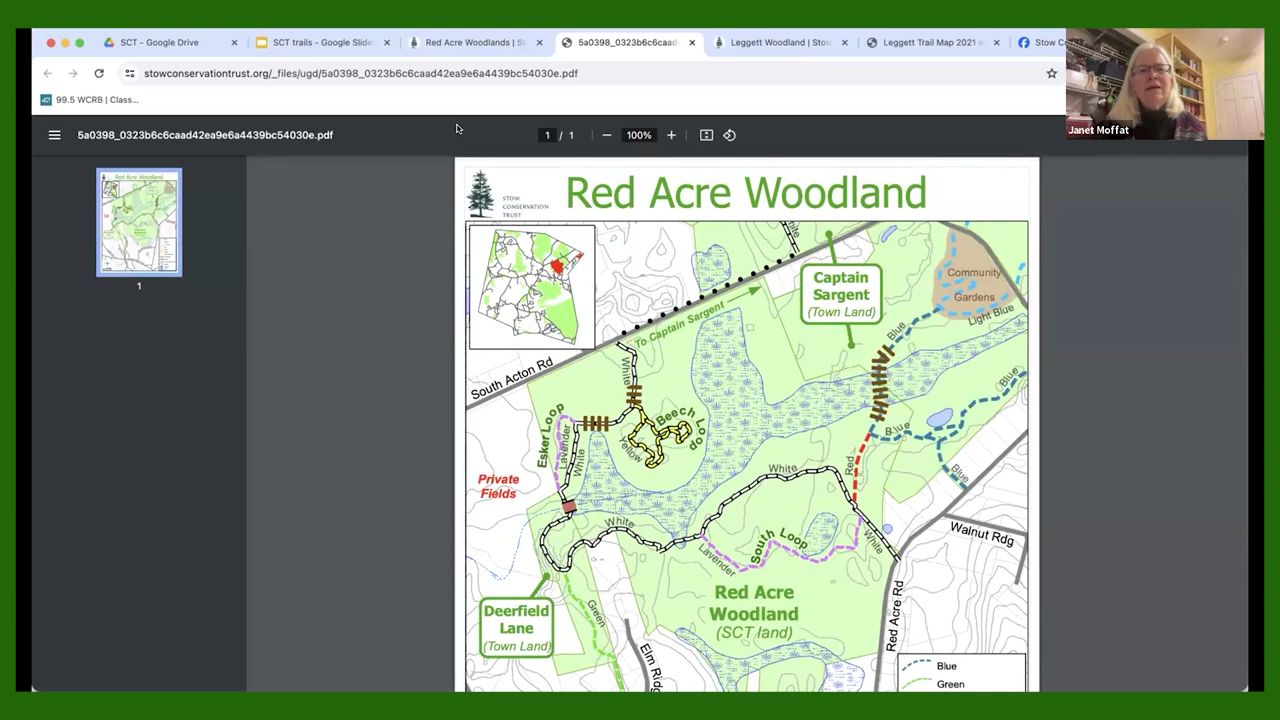 SCT - Google Drive
SCT trails - Google Slide
Red Acre Woodlands | St
5a0398_0323b6c6caad
Leggett Woodland | Stow
Leggett Trail Map 2021 w
Stow C
stowconservationtrust.org/_files/ugd/5a0398_0323b6c6caad42ea9e6a4439bc54030e.pdf
99.5 WCRB | Class...
Janet Moffat
5a0398_0323b6c6caad42ea9e6a4439bc54030e.pdf
1 / 1
100%
1
STOW
CONSERVATION
TRUST
Red Acre Woodland
To Captain Sargent
Captain
Sargent
(Town Land)
Community
Gardens
Light Blue
Blue
South Acton Rd
White
Beech Loop
Yellow
Esker Loop
Lavender
White
Private
Fields
Blue
Blue
Blue
Red
White
White
Walnut Rdg
South Loop
Lavender
White
Red Acre
Woodland
(SCT land)
Deerfield
Lane
(Town Land)
Green
Elm Ridg
Red Acre Rd
Blue
Green